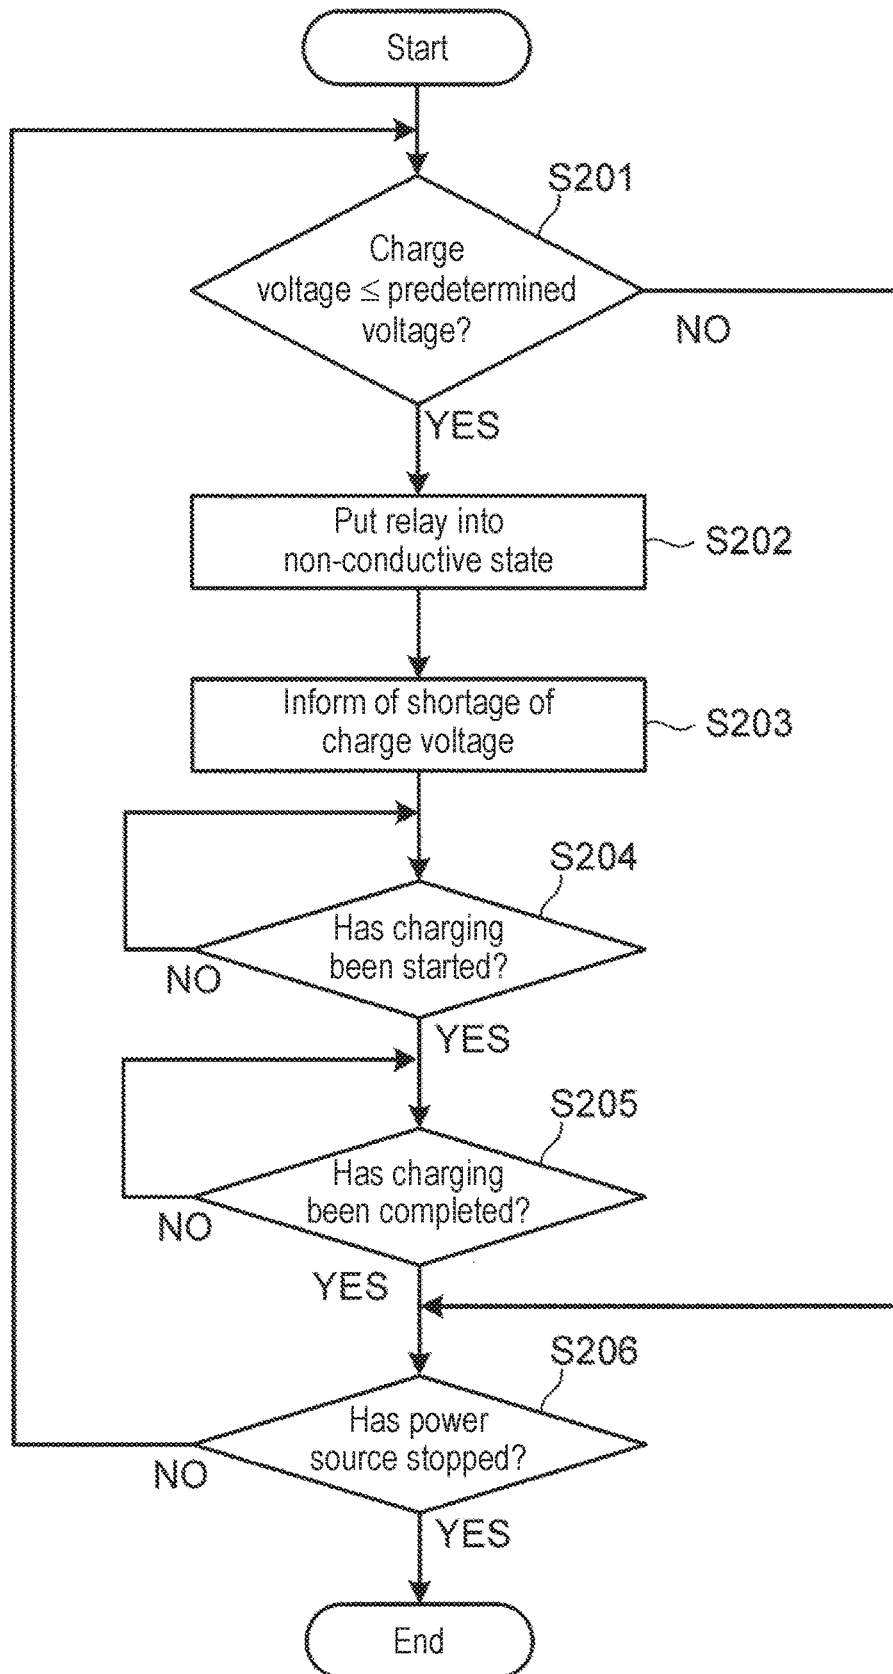 Start
S201
Charge
voltage ≤ predetermined
voltage?
NO
YES
Put relay into
non-conductive state
S202
Inform of shortage of
charge voltage
S203
S204
Has charging
been started?
NO
YES
S205
Has charging
been completed?
NO
YES
S206
Has power
source stopped?
NO
YES
End